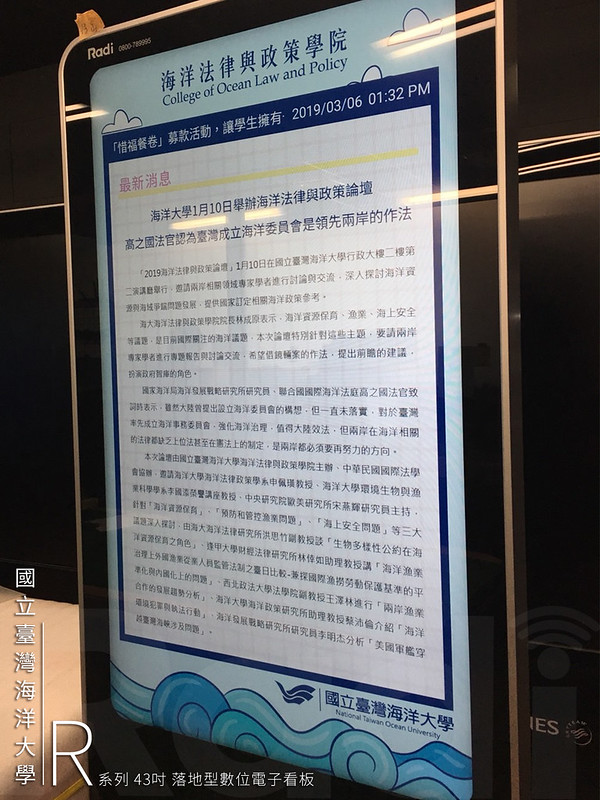 Radi 0800-789995
海洋法律與政策學院
College of Ocean Law and Policy
「惜福餐卷」募款活動，讓學生擁有 2019/03/06 01:32 PM
最新消息
海洋大學1月10日舉辦海洋法律與政策論壇
高之國法官認為臺灣成立海洋委員會是領先兩岸的作法
「2019海洋法律與政策論壇」1月10日在國立臺灣海洋大學行政大樓二樓第
二演講廳舉行，邀請兩岸相關領域專家學者進行討論與交流，深入探討海洋資
源與海域爭端問題發展，提供國家訂定相關海洋政策參考。
海大海洋法律與政策學院院長林成原表示，海洋資源保育、漁業、海上安全
等議題，是目前國際關注的海洋議題，本次論壇特別針對這些主題，要請兩岸
專家學者進行專題報告與討論交流，希望借鏡輪案的作法，提出前瞻的建議，
扮演政府智庫的角色。
國家海洋局海洋發展戰略研究所研究員、聯合國國際海洋法庭高之國法官致
詞時表示，雖然大陸曾提出設立海洋委員會的構想，但一直未落實，對於臺灣
率先成立海洋事務委員會，強化海洋治理，值得大陸效法，但兩岸在海洋相關
的法律都缺乏上位法甚至在憲法上的制定，是兩岸都必須要再努力的方向。
本次論壇由國立臺灣海洋大學海洋法律與政策學院主辦、中華民國國際法學
會協辦，邀請海洋大學海洋法律政策學系申佩璜教授、海洋大學環境生物與漁
業科學學系李國添榮譽講座教授、中央研究院歐美研究所宋燕輝研究員主持，
針對「海洋資源保育」、「預防和管控漁業問題」、「海上安全問題」等三大
議題深入探討，由海大海洋法律研究所洪思竹副教授談「生物多樣性公約在海
洋資源保育之角色」、逢甲大學財經法律研究所林倖如助理教授講「海洋漁業
治理上外國漁業從業人員監管法制之臺日比較-兼探國際漁撈勞動保護基準的平
準化與內國化上的問題」、西北政法大學法學院副教授王澤林進行「兩岸漁業
合作的發展趨勢分析」、海洋大學海洋政策研究所助理教授蔡沛倫介紹「海洋
環境犯罪與執法行動」、海洋發展戰略研究所研究員李明杰分析「美國軍艦穿
越臺灣海峽涉及問題」。
國立臺灣海洋大學
National Taiwan Ocean University
NES
國立臺灣海洋大學
R 系列 43吋 落地型數位電子看板